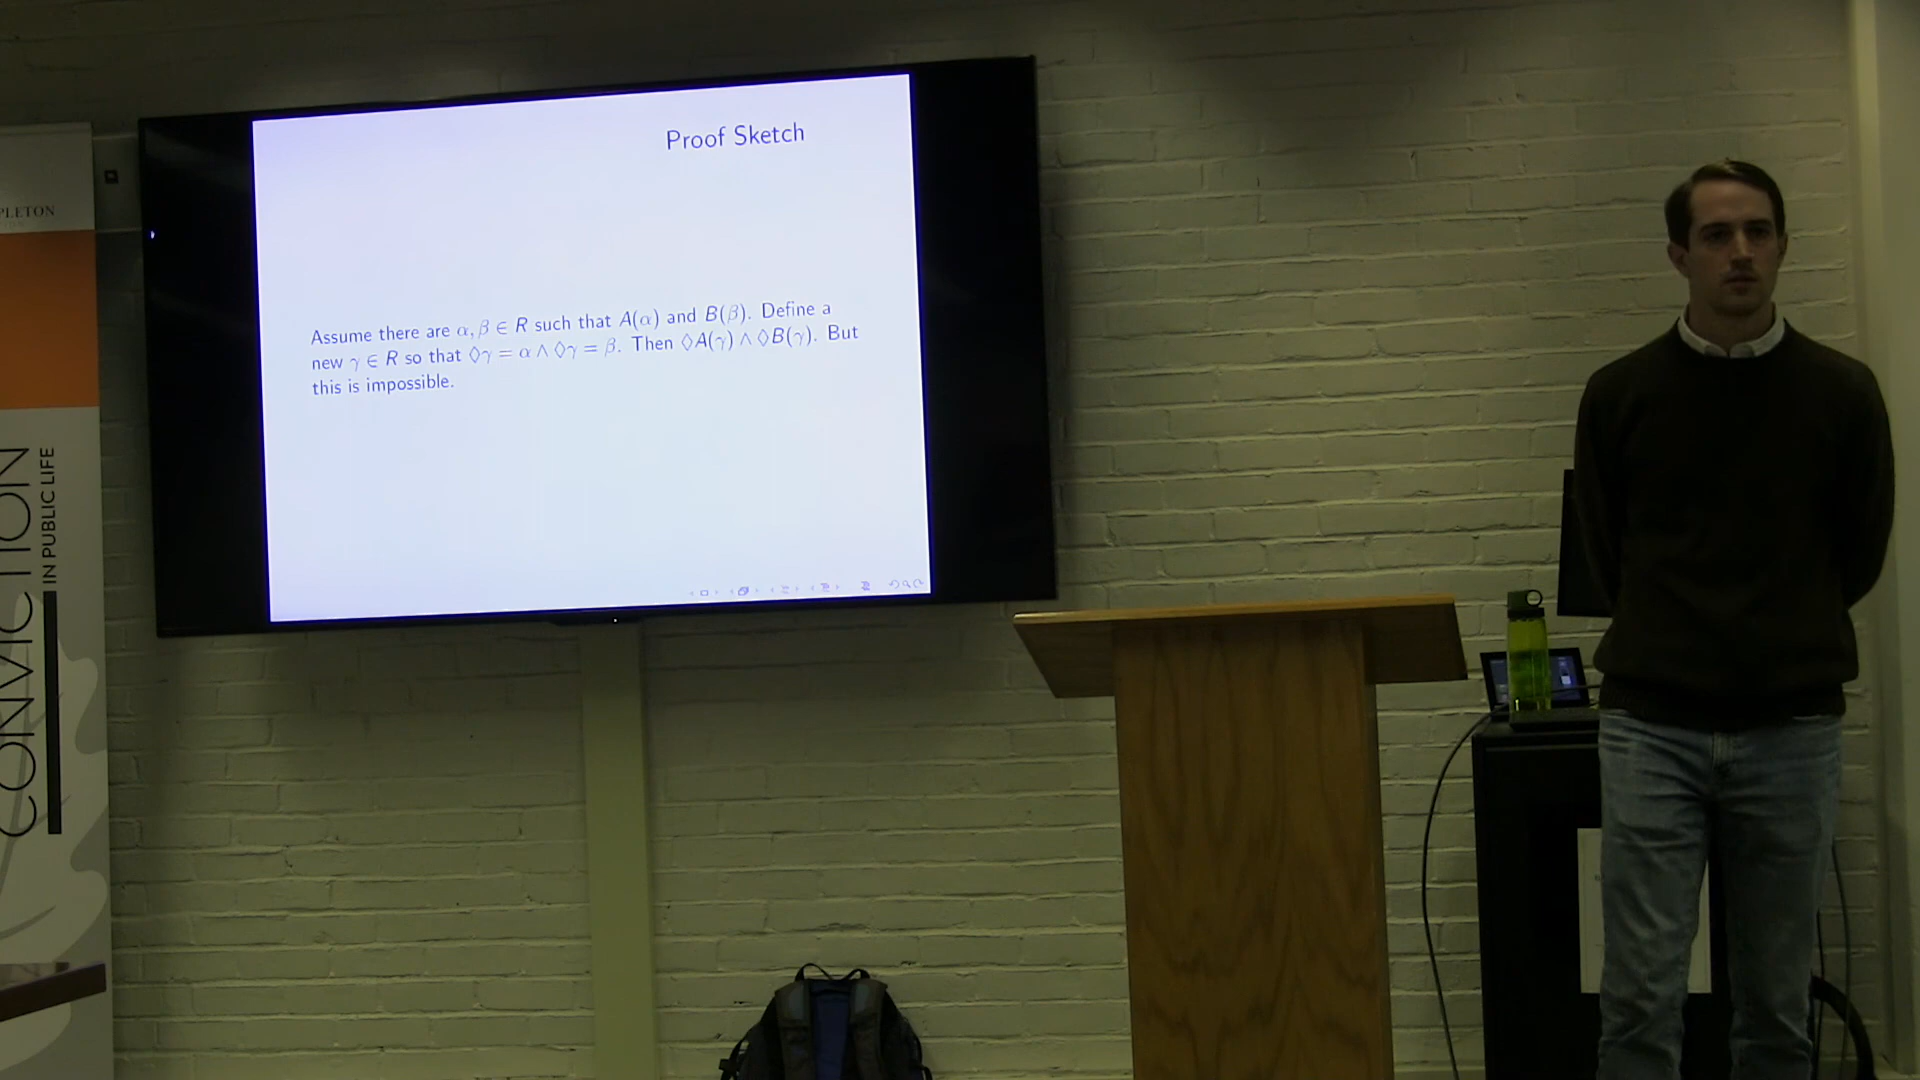 Proof Sketch
Assume there are α, β ∈ R such that A(α) and B(β). Define a
new γ ∈ R so that ◊γ = α ∧ ◊γ = β. Then ◊A(γ) ∧ ◊B(γ). But
this is impossible.
PLETON
CONVICTION
IN PUBLIC LIFE